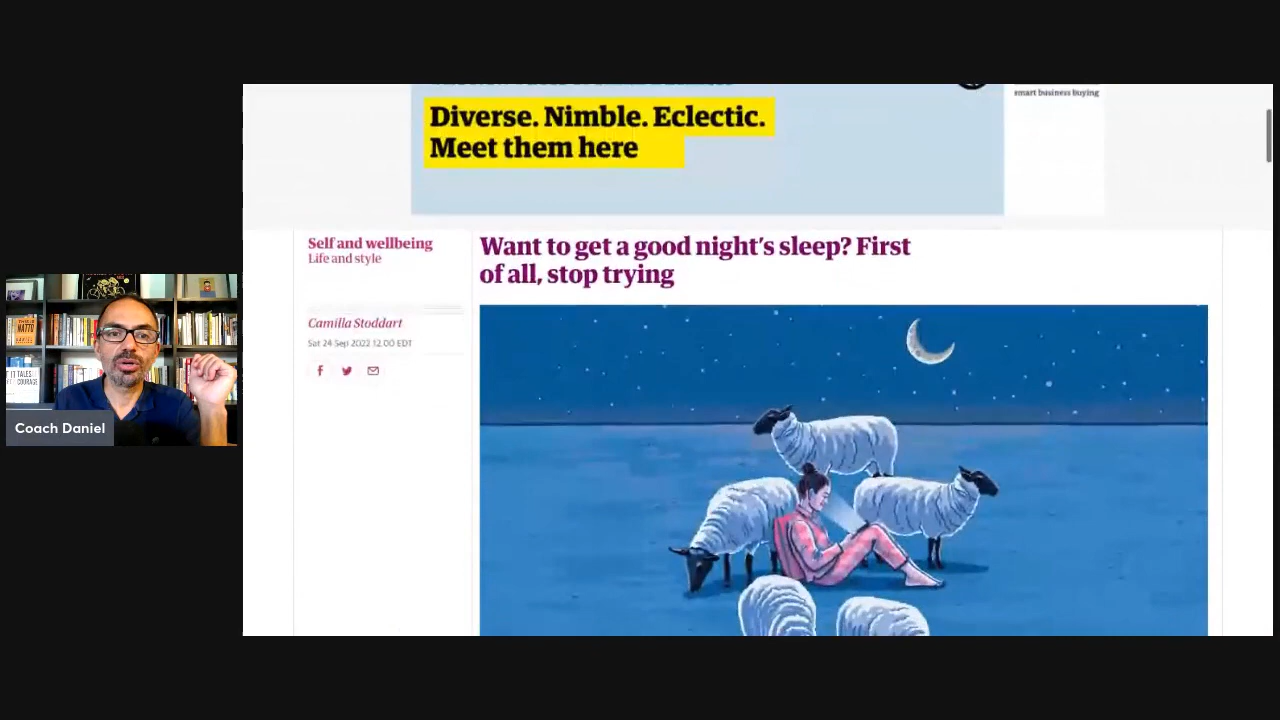 smart business buying
Diverse. Nimble. Eclectic.
Meet them here
Self and wellbeing
Life and style
Want to get a good night's sleep? First
of all, stop trying
Camilla Stoddart
Sat 24 Sep 2022 12.00 EDT
Coach Daniel